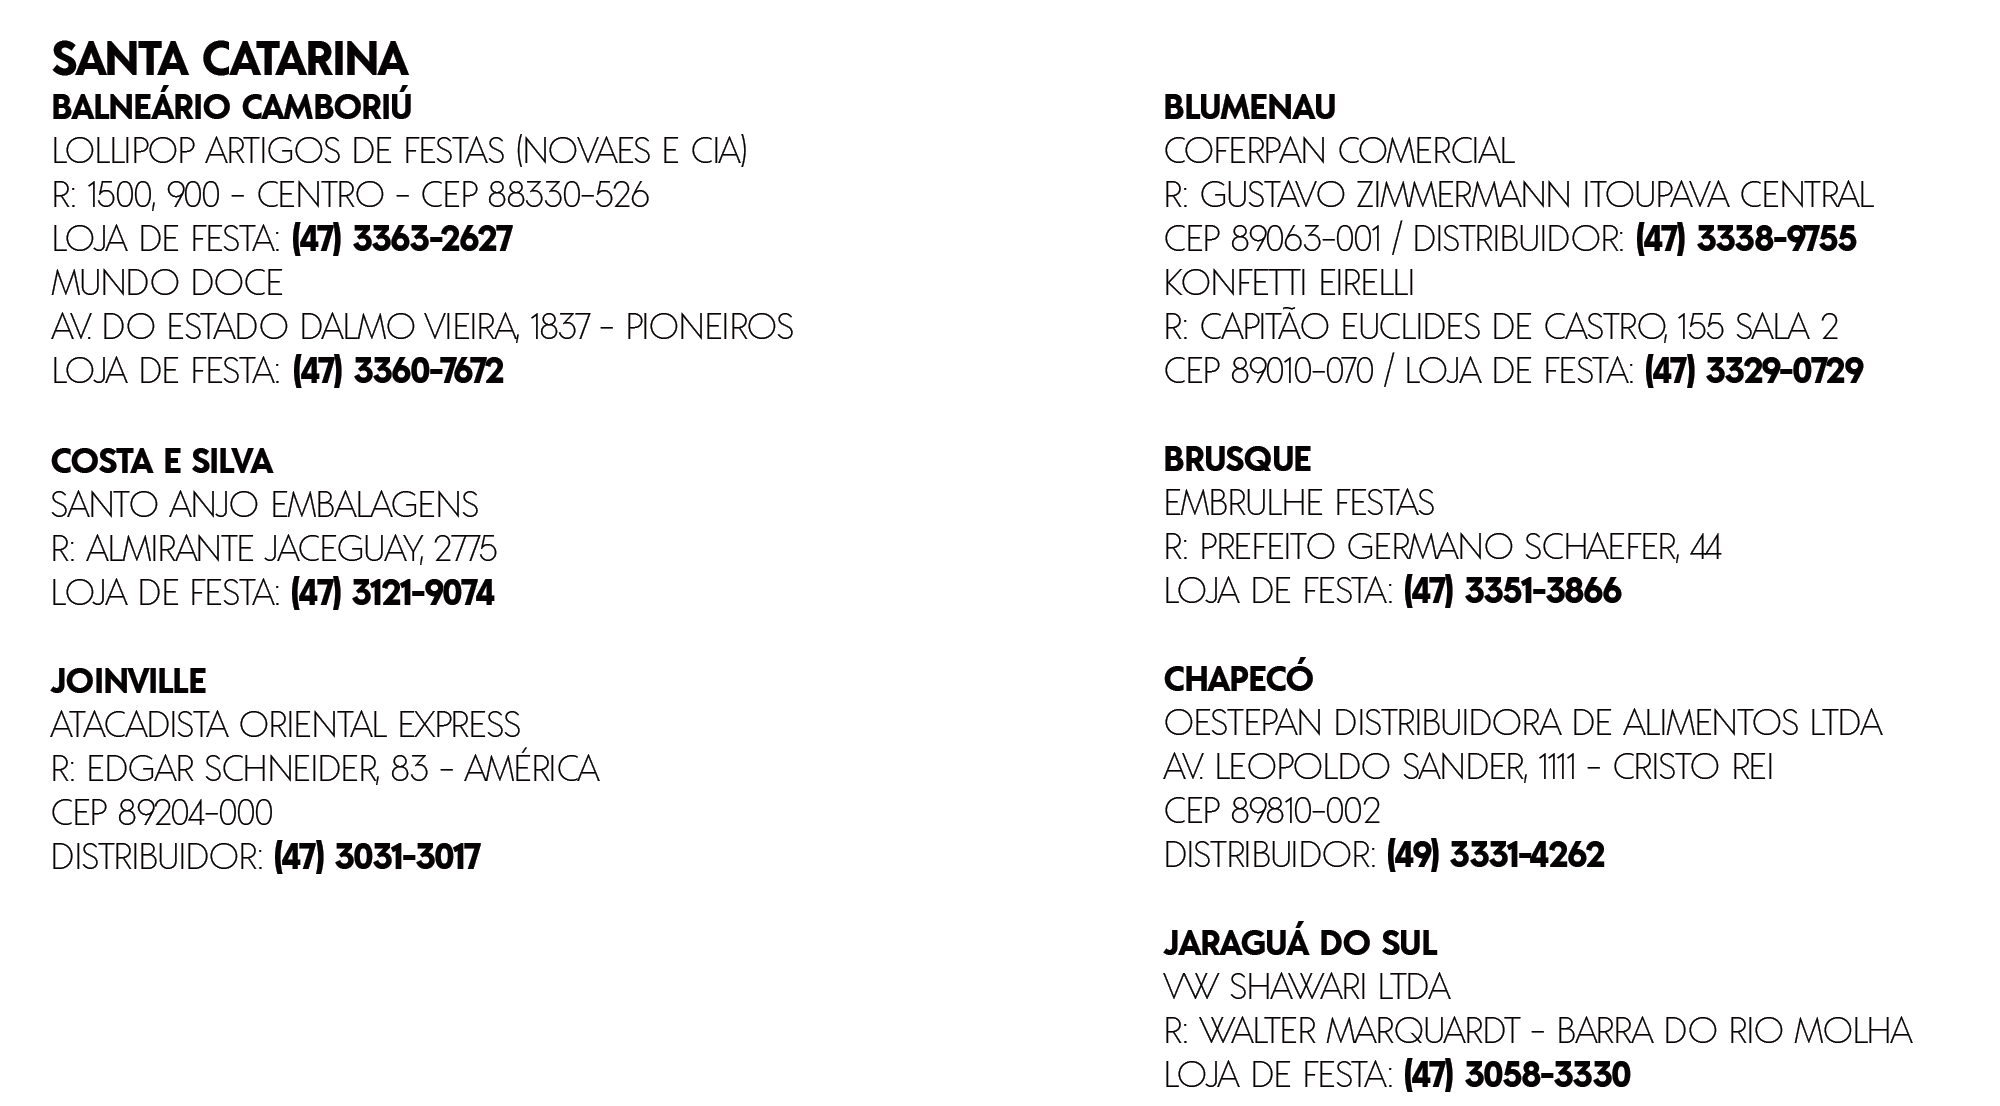 SANTA CATARINA
BALNEÁRIO CAMBORIÚ
LOLLIPOP ARTIGOS DE FESTAS (NOVAES E CIA)
R: 1500, 900 - CENTRO - CEP 88330-526
LOJA DE FESTA: (47) 3363-2627
MUNDO DOCE
AV. DO ESTADO DALMO VIEIRA, 1837 - PIONEIROS
LOJA DE FESTA: (47) 3360-7672
COSTA E SILVA
SANTO ANJO EMBALAGENS
R: ALMIRANTE JACEGUAY, 2775
LOJA DE FESTA: (47) 3121-9074
JOINVILLE
ATACADISTA ORIENTAL EXPRESS
R: EDGAR SCHNEIDER, 83 - AMÉRICA
CEP 89204-000
DISTRIBUIDOR: (47) 3031-3017
BLUMENAU
COFERPAN COMERCIAL
R: GUSTAVO ZIMMERMANN ITOUPAVA CENTRAL
CEP 89063-001 / DISTRIBUIDOR: (47) 3338-9755
KONFETTI EIRELLI
R: CAPITÃO EUCLIDES DE CASTRO, 155 SALA 2
CEP 89010-070 / LOJA DE FESTA: (47) 3329-0729
BRUSQUE
EMBRULHE FESTAS
R: PREFEITO GERMANO SCHAEFER, 44
LOJA DE FESTA: (47) 3351-3866
CHAPECÓ
OESTEPAN DISTRIBUIDORA DE ALIMENTOS LTDA
AV. LEOPOLDO SANDER, 1111 - CRISTO REI
CEP 89810-002
DISTRIBUIDOR: (49) 3331-4262
JARAGUÁ DO SUL
VW SHAWARI LTDA
R: WALTER MARQUARDT - BARRA DO RIO MOLHA
LOJA DE FESTA: (47) 3058-3330